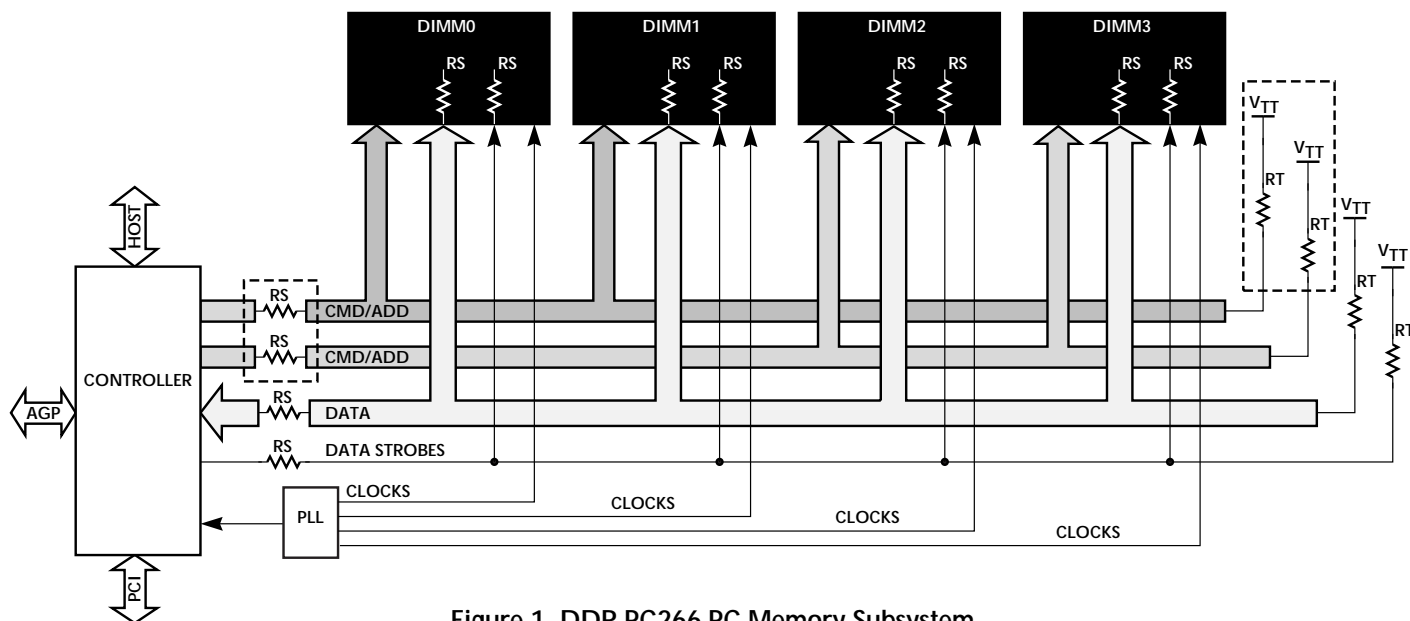 DIMM0
DIMM1
DIMM2
DIMM3
RS
RS
RS
RS
RS
RS
RS
RS
VTT
VTT
RT
VTT
RT
VTT
RT
RT
HOST
RS
CMD/ADD
RS
CMD/ADD
CONTROLLER
AGP
RS
DATA
RS
DATA STROBES
CLOCKS
CLOCKS
CLOCKS
CLOCKS
PLL
PCI
Figure 1. DDR PC266 PC Memory Subsystem